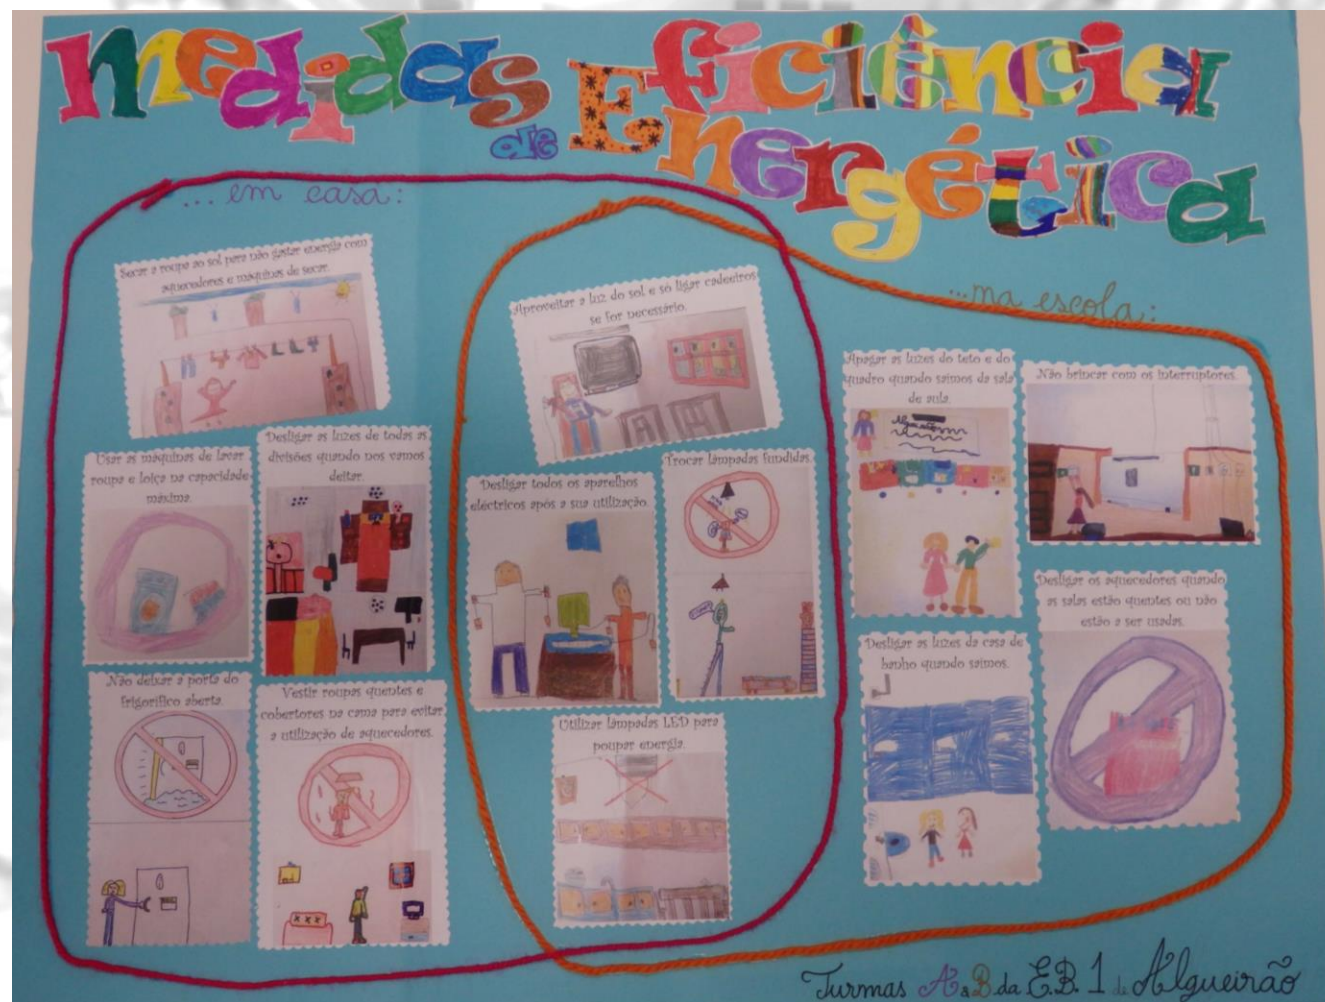 Medidas
de Eficiência
Energética
... em casa:
Secar a roupa ao sol para não gastar energia com
aquecedores e máquinas de secar.
Usar as máquinas de lavar
roupa e loiça na capacidade
máxima.
Desligar as luzes de todas as
divisões quando nos vamos
deitar.
Não deixar a porta do
frigorífico aberta.
Vestir roupas quentes e
cobertores na cama para evitar
a utilização de aquecedores.
Aproveitar a luz do sol e só ligar cadeeiros
se for necessário.
Desligar todos os aparelhos
eléctricos após a sua utilização.
Trocar lâmpadas fundidas.
Utilizar lâmpadas LED para
poupar energia.
...na escola:
Apagar as luzes do teto e do
quadro quando saimos da sala
de aula.
Algueirão
Não brincar com os interruptores.
Desligar as luzes da casa de
banho quando saimos.
Desligar os aquecedores quando
as salas estão quentes ou não
estão a ser usadas.
Turmas A e B da E.B. 1 de Algueirão